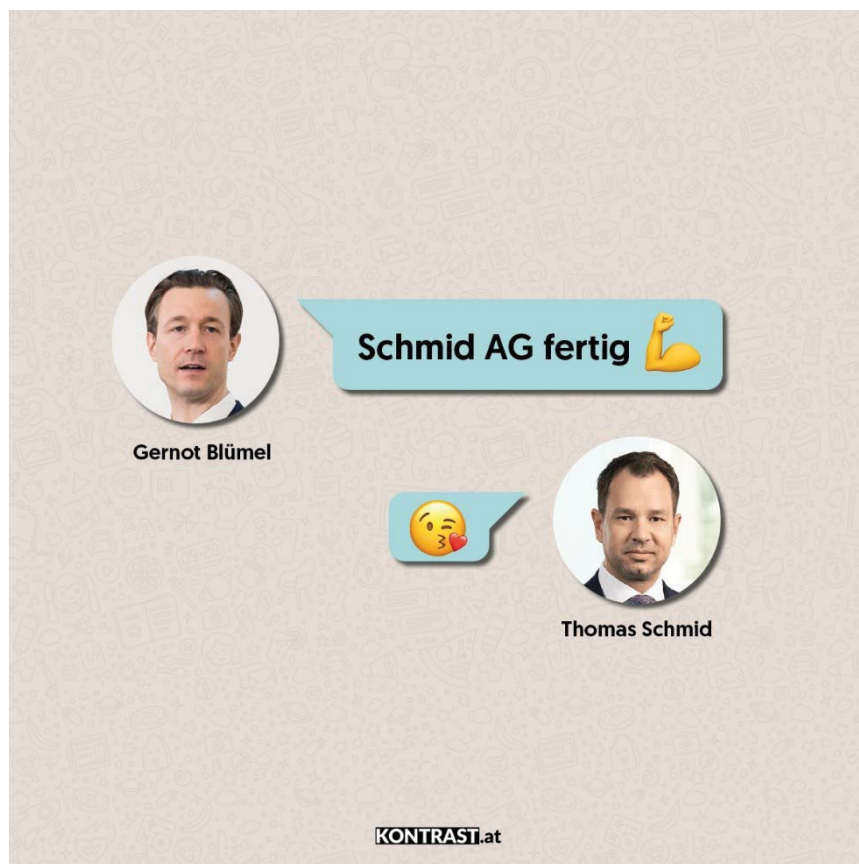 Schmid AG fertig 💪
Gernot Blümel
😘
Thomas Schmid
KONTRAST.at